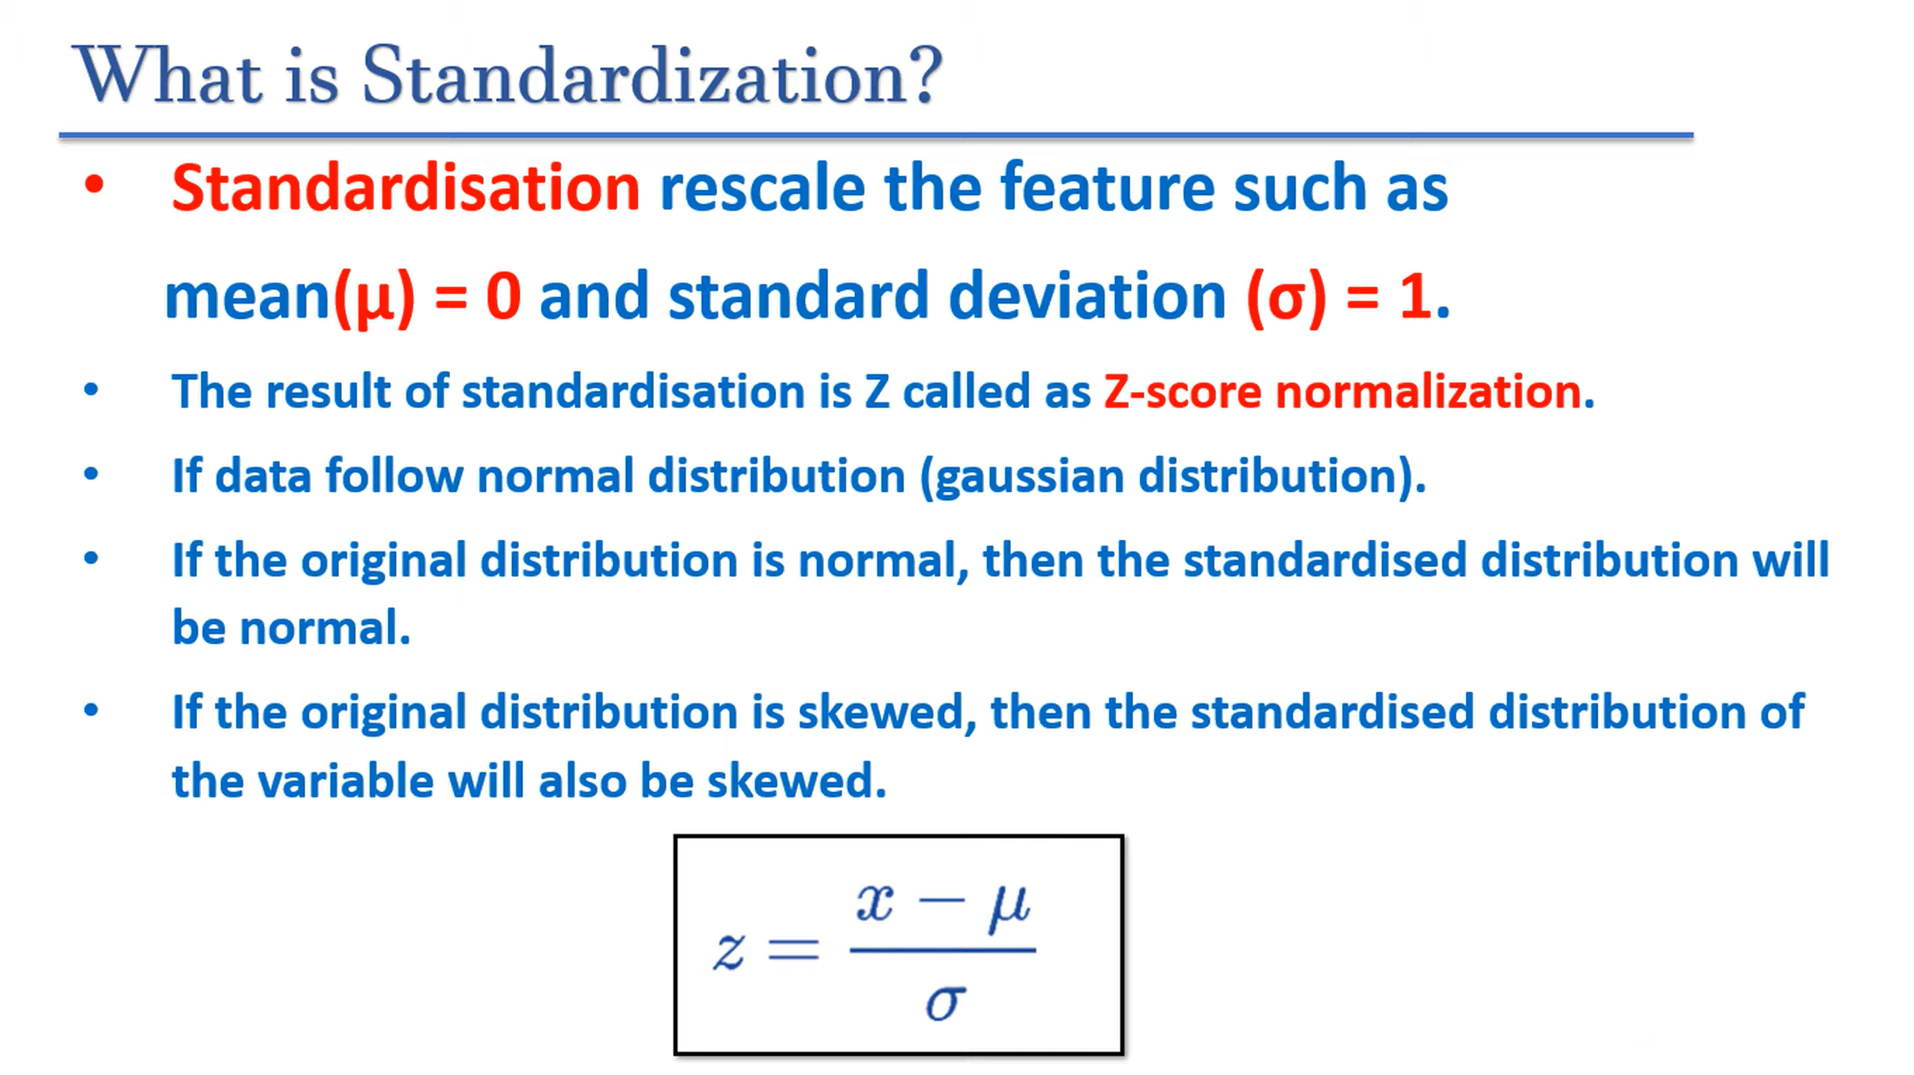 What is Standardization?
• Standardisation rescale the feature such as
mean(μ) = 0 and standard deviation (σ) = 1.
• The result of standardisation is Z called as Z-score normalization.
• If data follow normal distribution (gaussian distribution).
• If the original distribution is normal, then the standardised distribution will
be normal.
• If the original distribution is skewed, then the standardised distribution of
the variable will also be skewed.
z = (x − μ) / σ